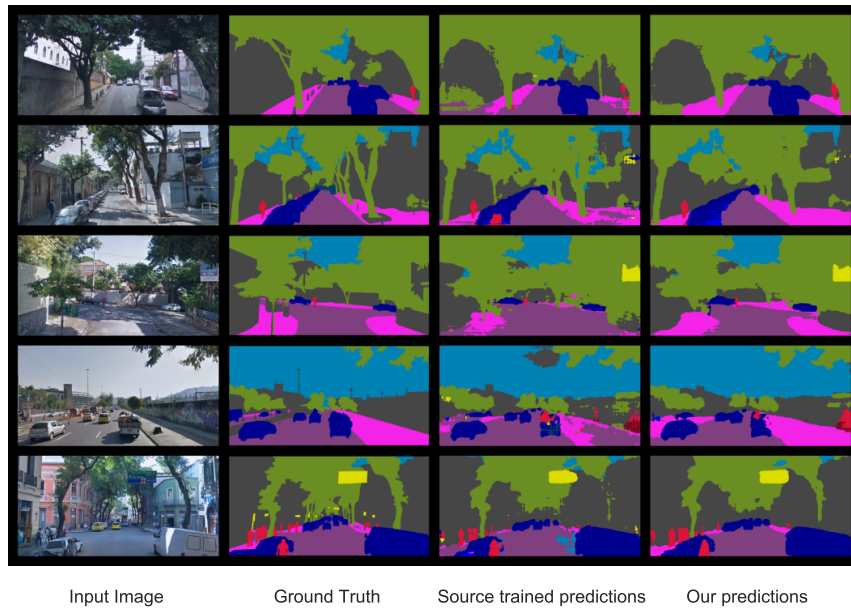 Input Image
Ground Truth
Source trained predictions
Our predictions